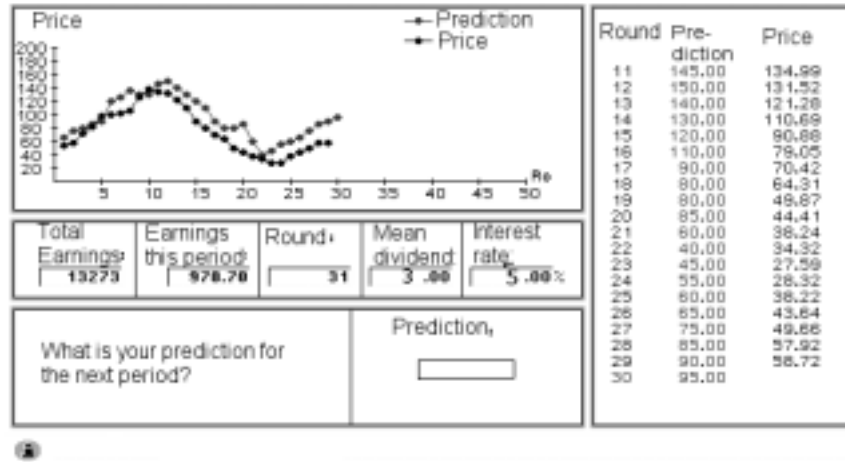 Price
Prediction
Price
200
180
160
140
120
100
80
60
40
20
5 10 15 20 25 30 35 40 45 50
Total Earnings:
13273
Earnings this period:
978.70
Round:
31
Mean dividend:
3.00
Interest rate:
5.00%
What is your prediction for
the next period?
Prediction:
Round Pre-diction Price
11 145.00 134.99
12 150.00 131.52
13 140.00 121.28
14 130.00 110.69
15 120.00 90.88
16 110.00 79.05
17 90.00 70.42
18 80.00 64.31
19 80.00 49.87
20 85.00 44.41
21 60.00 38.24
22 40.00 34.32
23 45.00 27.59
24 55.00 28.32
25 60.00 38.22
26 65.00 43.64
27 75.00 49.66
28 85.00 57.92
29 90.00 58.72
30 95.00